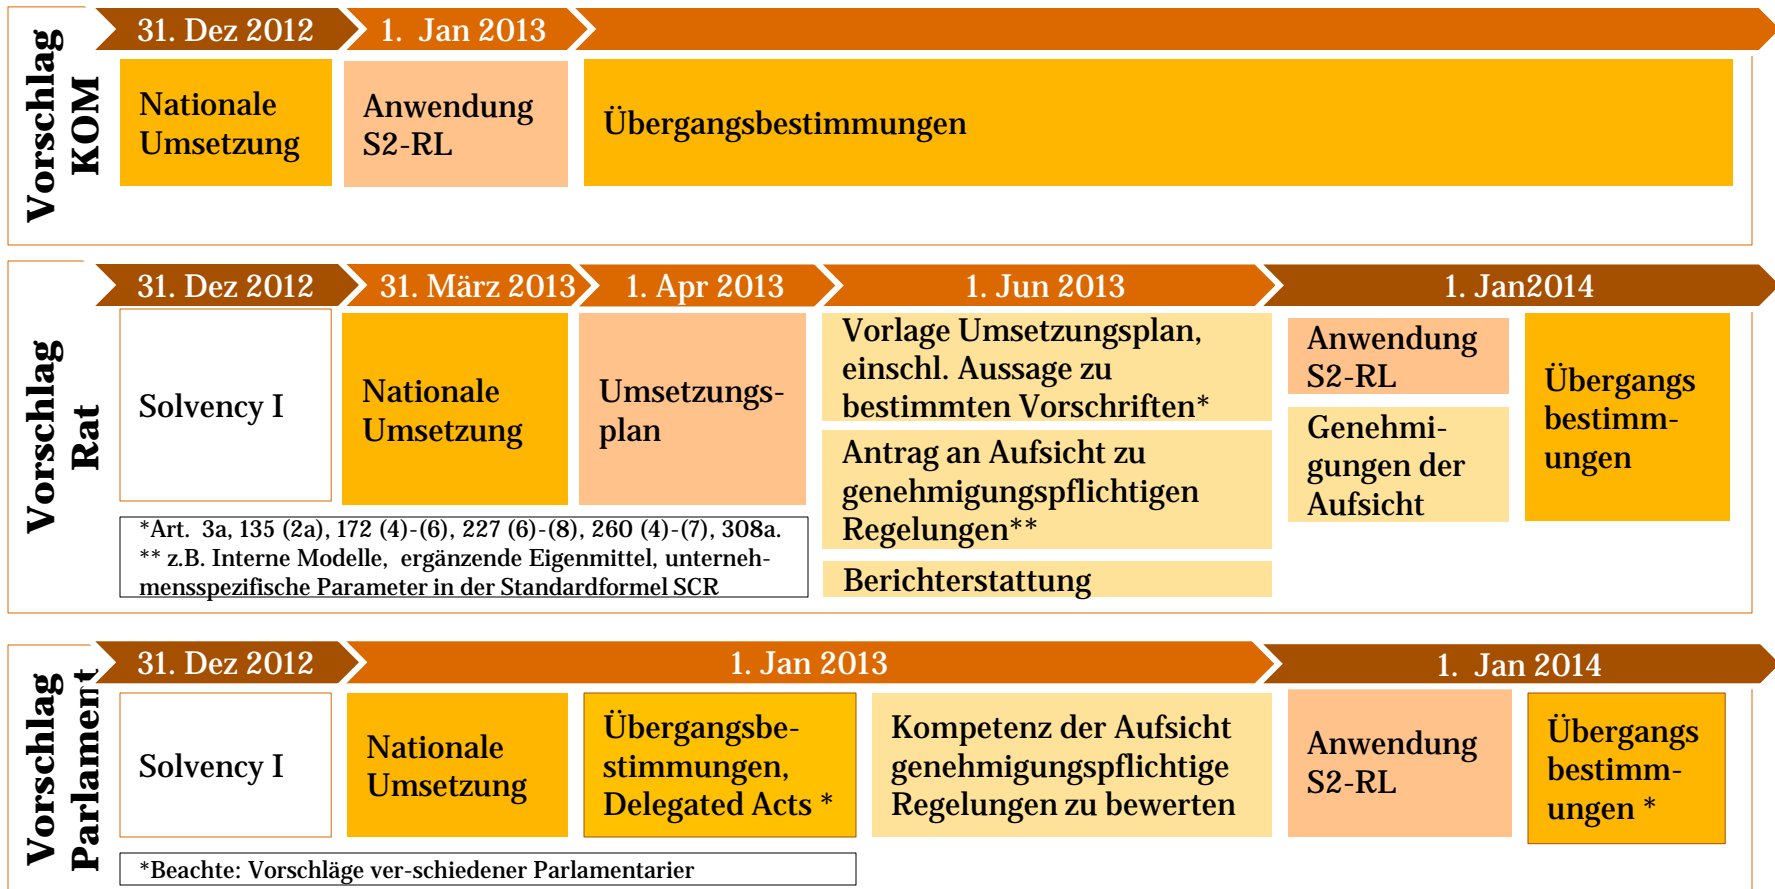 Vorschlag
KOM
31. Dez 2012
1. Jan 2013
Nationale
Umsetzung
Anwendung
S2-RL
Übergangsbestimmungen
Vorschlag
Rat
31. Dez 2012
31. März 2013
1. Apr 2013
1. Jun 2013
1. Jan2014
Solvency I
Nationale
Umsetzung
Umsetzungs-
plan
Vorlage Umsetzungsplan,
einschl. Aussage zu
bestimmten Vorschriften*
Antrag an Aufsicht zu
genehmigungspflichtigen
Regelungen**
Berichterstattung
Anwendung
S2-RL
Genehmi-
gungen der
Aufsicht
Übergangs
bestimm-
ungen
*Art. 3a, 135 (2a), 172 (4)-(6), 227 (6)-(8), 260 (4)-(7), 308a.
** z.B. Interne Modelle, ergänzende Eigenmittel, unterneh-
mensspezifische Parameter in der Standardformel SCR
Vorschlag
Parlament
31. Dez 2012
1. Jan 2013
1. Jan 2014
Solvency I
Nationale
Umsetzung
Übergangsbe-
stimmungen,
Delegated Acts *
Kompetenz der Aufsicht
genehmigungspflichtige
Regelungen zu bewerten
Anwendung
S2-RL
Übergangs
bestimm-
ungen *
*Beachte: Vorschläge ver-schiedener Parlamentarier